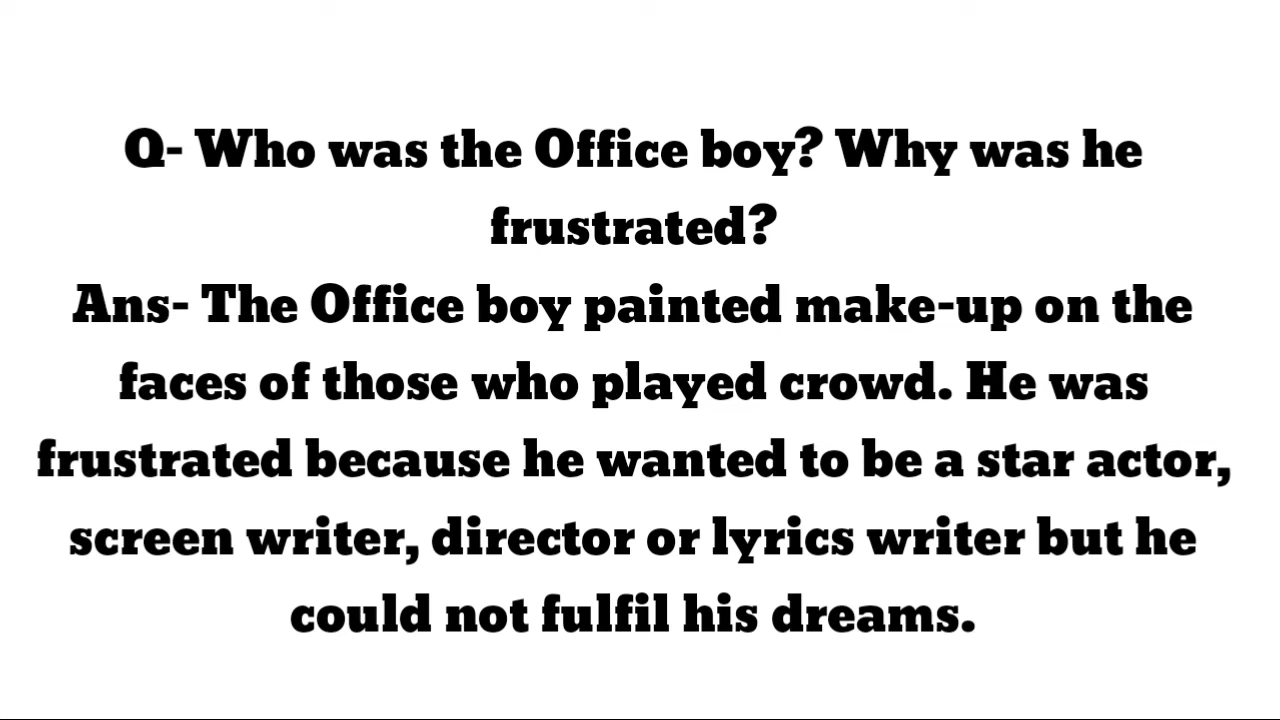 Q- Who was the Office boy? Why was he
frustrated?
Ans- The Office boy painted make-up on the
faces of those who played crowd. He was
frustrated because he wanted to be a star actor,
screen writer, director or lyrics writer but he
could not fulfil his dreams.